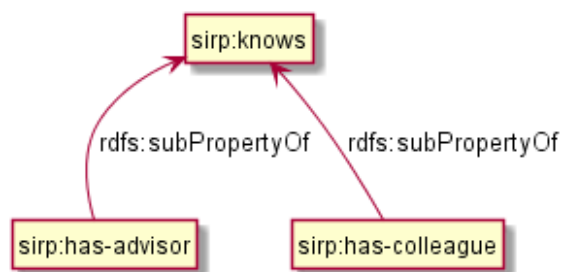 sirp:knows
rdfs:subPropertyOf
rdfs:subPropertyOf
sirp:has-advisor
sirp:has-colleague